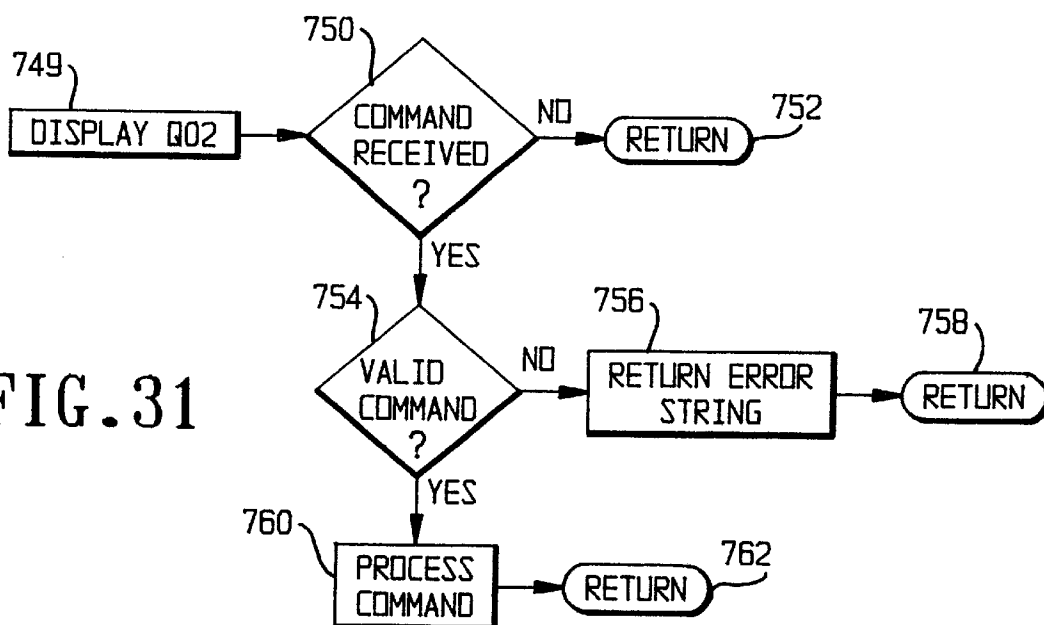 750
749
DISPLAY Q02
COMMAND
RECEIVED
?
NO
RETURN
752
YES
754
VALID
COMMAND
?
NO
756
RETURN ERROR
STRING
758
RETURN
FIG.31
YES
760
PROCESS
COMMAND
RETURN
762